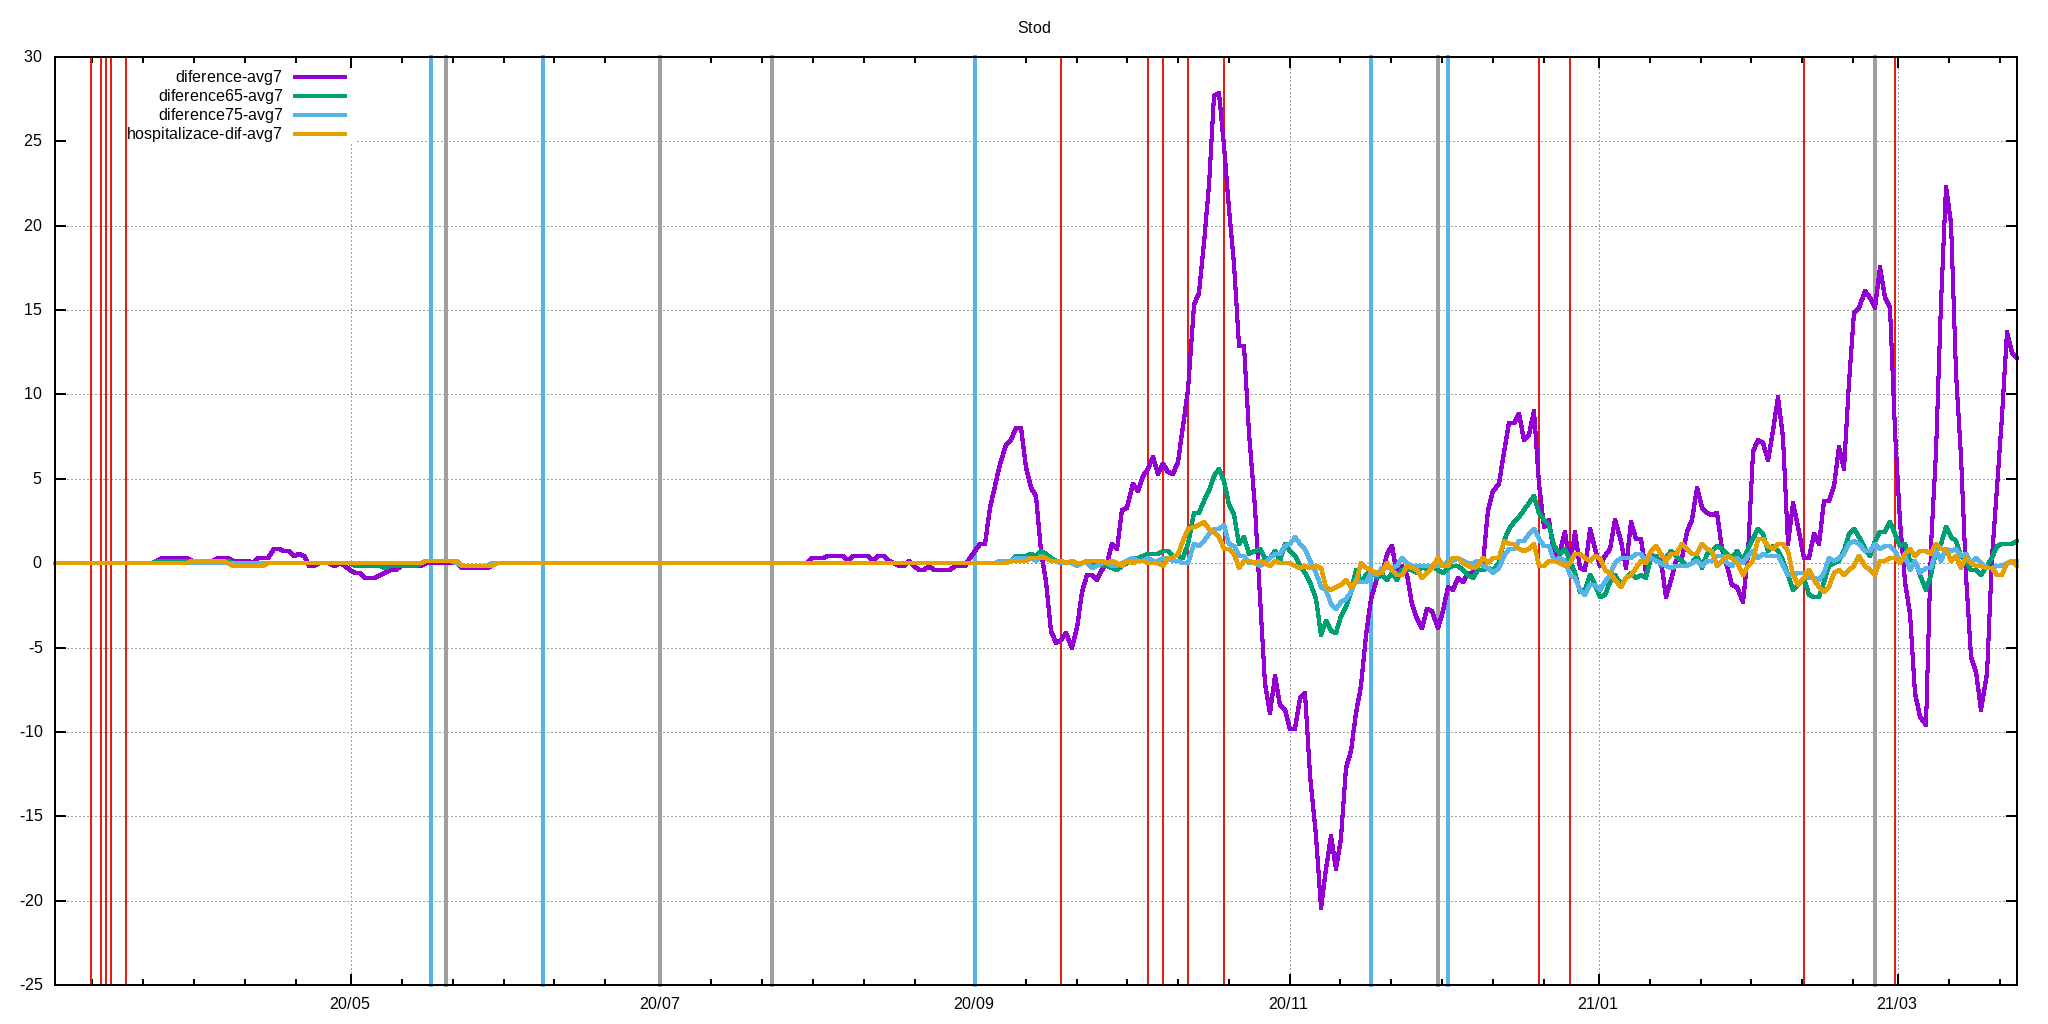 Stod
30
25
20
15
10
5
0
-5
-10
-15
-20
-25
diference-avg7
diference65-avg7
diference75-avg7
hospitalizace-dif-avg7
20/05 20/07 20/09 20/11 21/01 21/03